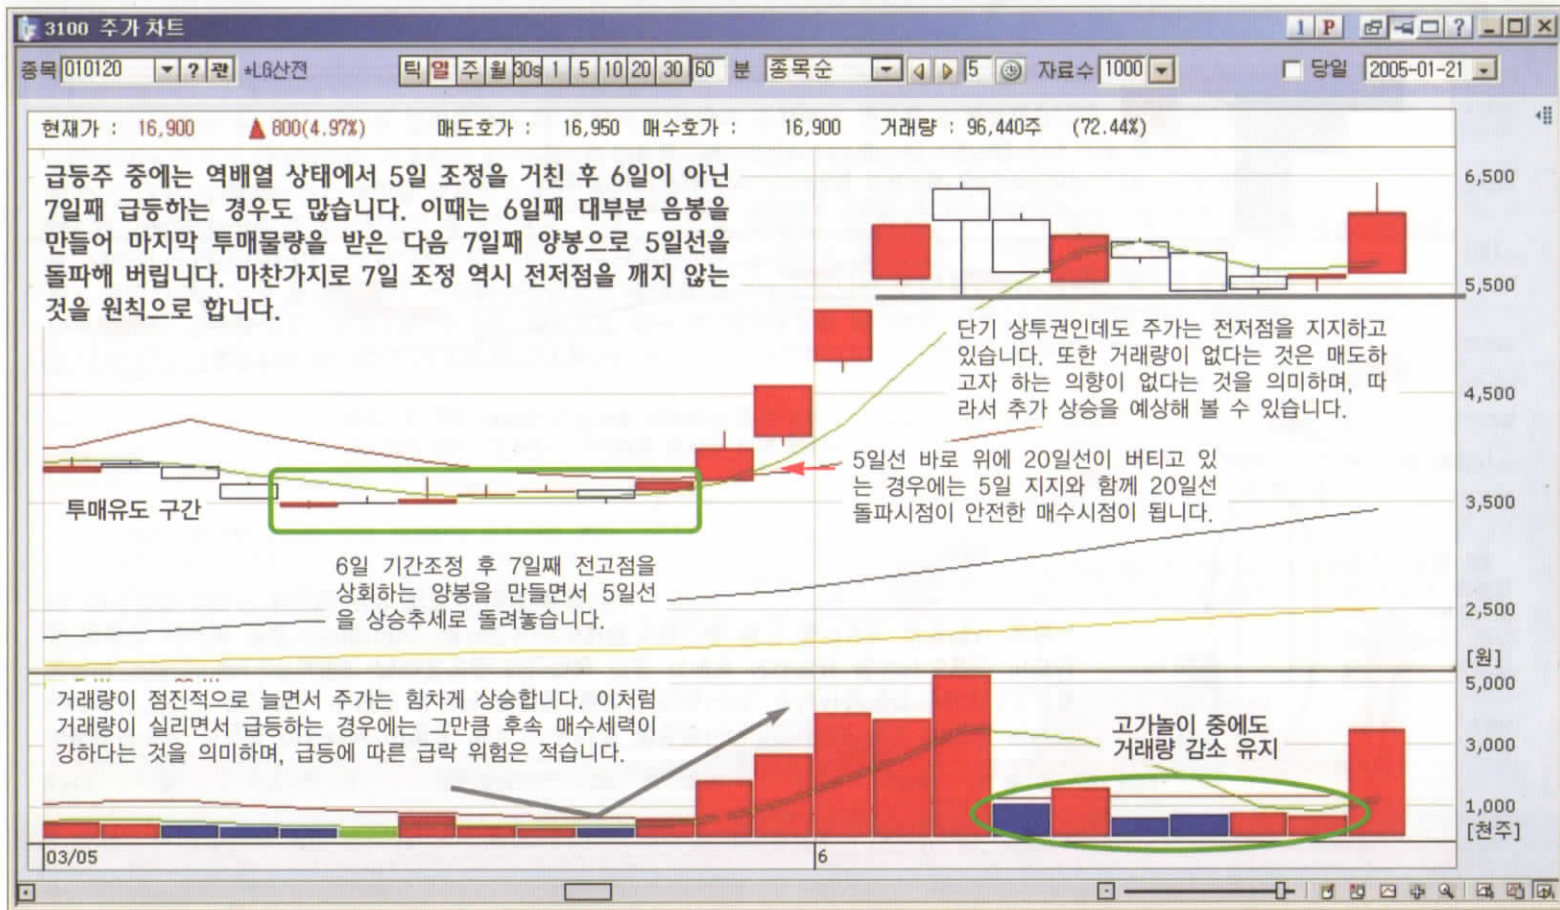 3100 주가 차트
1 P ?
종목 010120 ? 관 *LG산전 틱 일 주 월 30s 1 5 10 20 30 60 분 종목순 5 자료수 1000 당일 2005-01-21
현재가 : 16,900 ▲ 800(4.97%) 매도호가 : 16,950 매수호가 : 16,900 거래량 : 96,440주 (72.44%)
급등주 중에는 역배열 상태에서 5일 조정을 거친 후 6일이 아닌
7일째 급등하는 경우도 많습니다. 이때는 6일째 대부분 음봉을
만들어 마지막 투매물량을 받은 다음 7일째 양봉으로 5일선을
돌파해 버립니다. 마찬가지로 7일 조정 역시 전저점을 깨지 않는
것을 원칙으로 합니다.
6,500
5,500
4,500
3,500
2,500
[원]
단기 상투권인데도 주가는 전저점을 지지하고
있습니다. 또한 거래량이 없다는 것은 매도하
고자 하는 의향이 없다는 것을 의미하며, 따
라서 추가 상승을 예상해 볼 수 있습니다.
5일선 바로 위에 20일선이 버티고 있
는 경우에는 5일 지지와 함께 20일선
돌파시점이 안전한 매수시점이 됩니다.
투매유도 구간
6일 기간조정 후 7일째 전고점을
상회하는 양봉을 만들면서 5일선
을 상승추세로 돌려놓습니다.
거래량이 점진적으로 늘면서 주가는 힘차게 상승합니다. 이처럼
거래량이 실리면서 급등하는 경우에는 그만큼 후속 매수세력이
강하다는 것을 의미하며, 급등에 따른 급락 위험은 적습니다.
고가놀이 중에도
거래량 감소 유지
5,000
3,000
1,000
[천주]
03/05 6